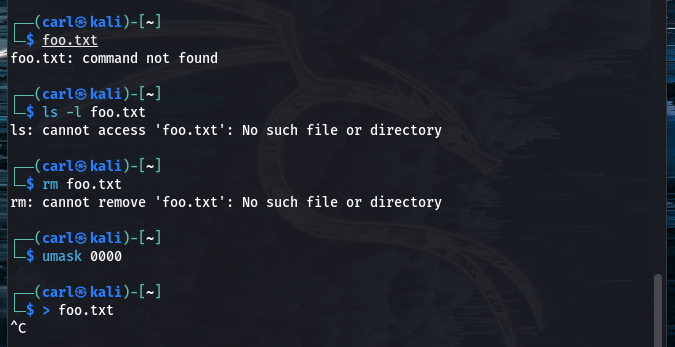 ┌──(carl㉿kali)-[~]
└─$ foo.txt
foo.txt: command not found
┌──(carl㉿kali)-[~]
└─$ ls -l foo.txt
ls: cannot access 'foo.txt': No such file or directory
┌──(carl㉿kali)-[~]
└─$ rm foo.txt
rm: cannot remove 'foo.txt': No such file or directory
┌──(carl㉿kali)-[~]
└─$ umask 0000
┌──(carl㉿kali)-[~]
└─$ > foo.txt
^C